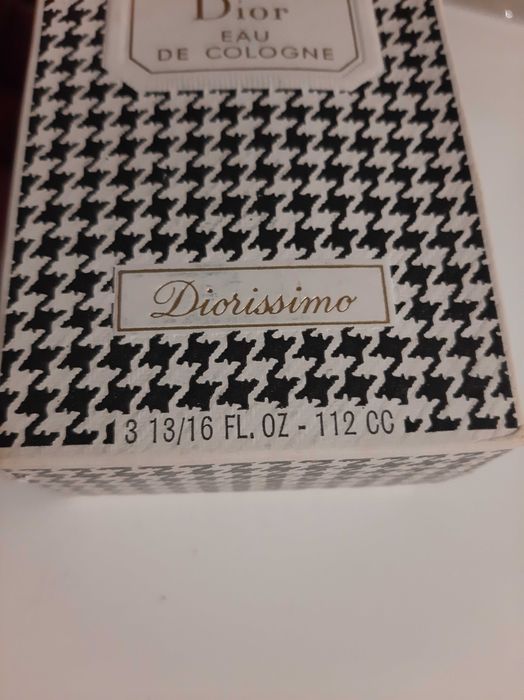 Dior
EAU
DE COLOGNE
Diorissimo
3 13/16 FL. OZ - 112 CC